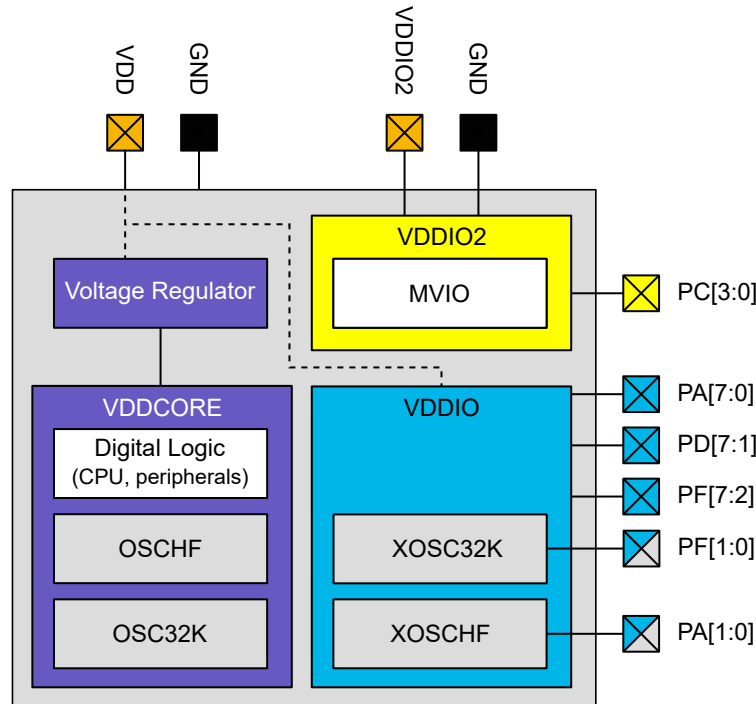 VDD
GND
VDDIO2
GND
VDDIO2
MVIO
Voltage Regulator
PC[3:0]
VDDCORE
Digital Logic
(CPU, peripherals)
OSCHF
OSC32K
VDDIO
XOSC32K
XOSCHF
PA[7:0]
PD[7:1]
PF[7:2]
PF[1:0]
PA[1:0]